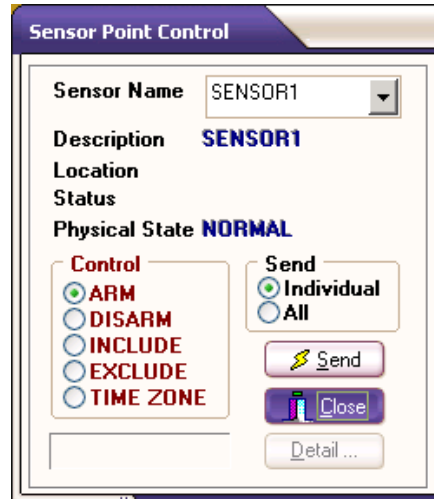 Sensor Point Control
Sensor Name SENSOR1
Description SENSOR1
Location
Status
Physical State NORMAL
Control Send
ARM Individual
DISARM All
INCLUDE
EXCLUDE Send
TIME ZONE
Close
Detail ...